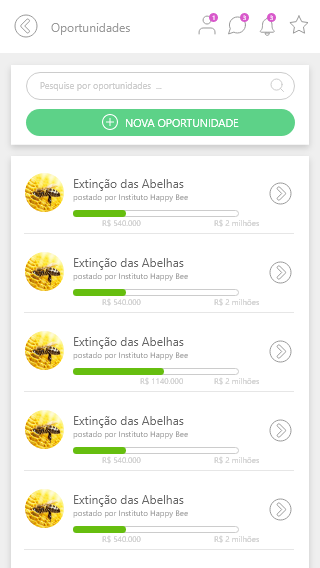 Oportunidades
1
3
3
Pesquise por oportunidades ...
NOVA OPORTUNIDADE
Extinção das Abelhas
postado por Instituto Happy Bee
R$ 540.000 R$ 2 milhões
Extinção das Abelhas
postado por Instituto Happy Bee
R$ 540.000 R$ 2 milhões
Extinção das Abelhas
postado por Instituto Happy Bee
R$ 1140.000 R$ 2 milhões
Extinção das Abelhas
postado por Instituto Happy Bee
R$ 540.000 R$ 2 milhões
Extinção das Abelhas
postado por Instituto Happy Bee
R$ 540.000 R$ 2 milhões